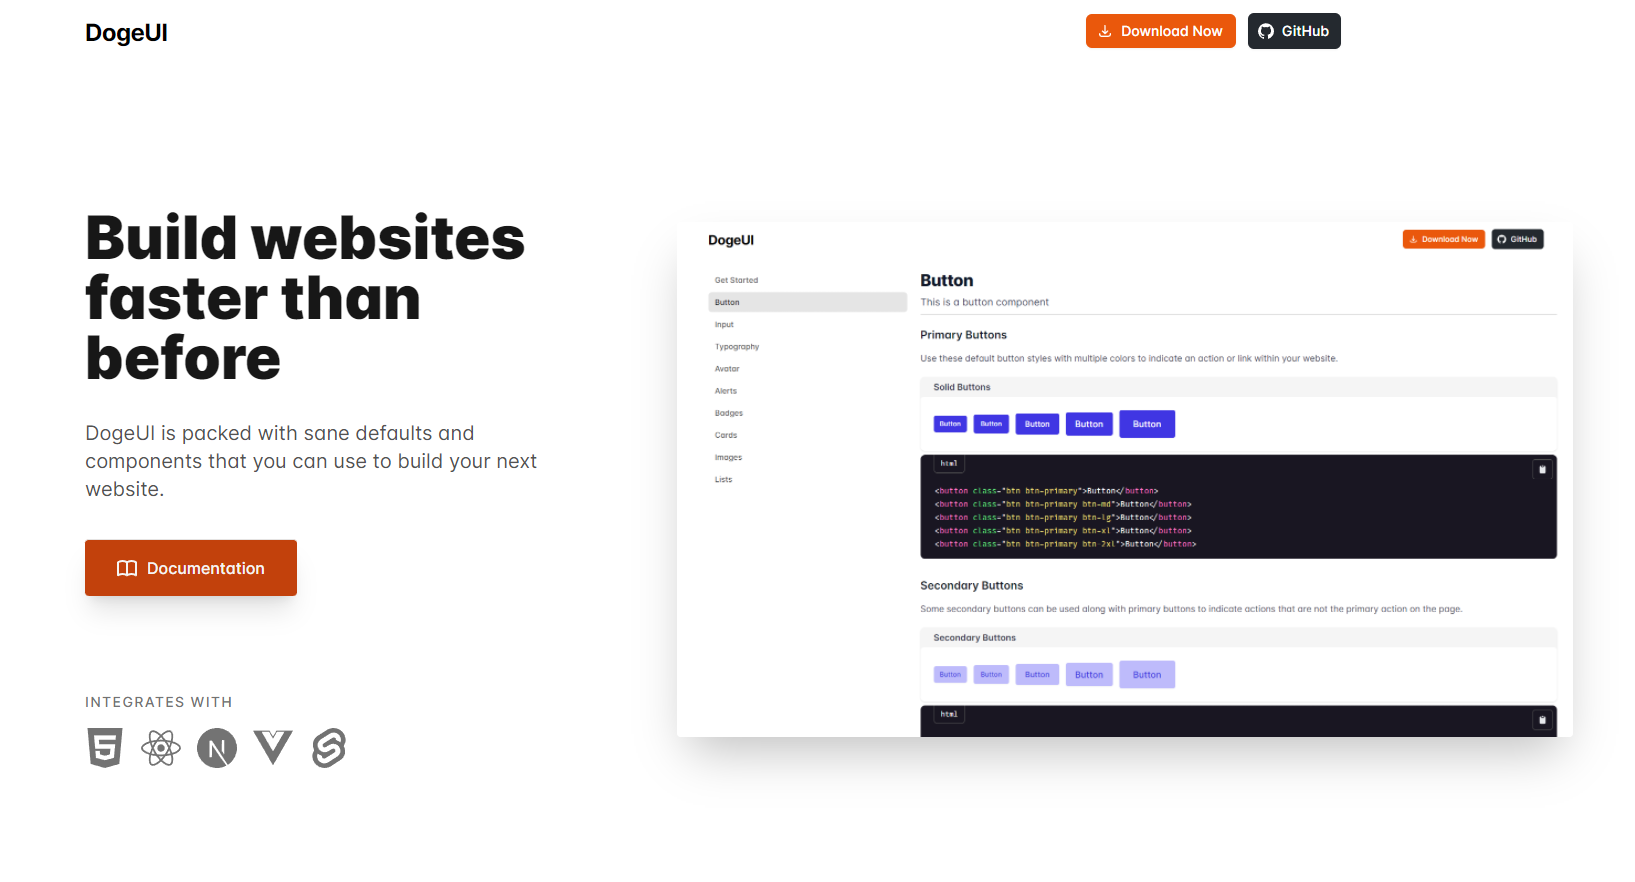 DogeUI
Download Now
GitHub
Build websites
faster than
before
DogeUI is packed with sane defaults and
components that you can use to build your next
website.
Documentation
INTEGRATES WITH
5
N
DogeUI
Download Now
GitHub
Get Started
Button
Input
Typography
Avatar
Alerts
Badges
Cards
Images
Lists
Button
This is a button component
Primary Buttons
Use these default button styles with multiple colors to indicate an action or link within your website.
Solid Buttons
Button Button Button Button Button
html
<button class="btn btn-primary">Button</button>
<button class="btn btn-primary btn-md">Button</button>
<button class="btn btn-primary btn-lg">Button</button>
<button class="btn btn-primary btn-xl">Button</button>
<button class="btn btn-primary btn-2xl">Button</button>
Secondary Buttons
Some secondary buttons can be used along with primary buttons to indicate actions that are not the primary action on the page.
Secondary Buttons
Button Button Button Button Button
html